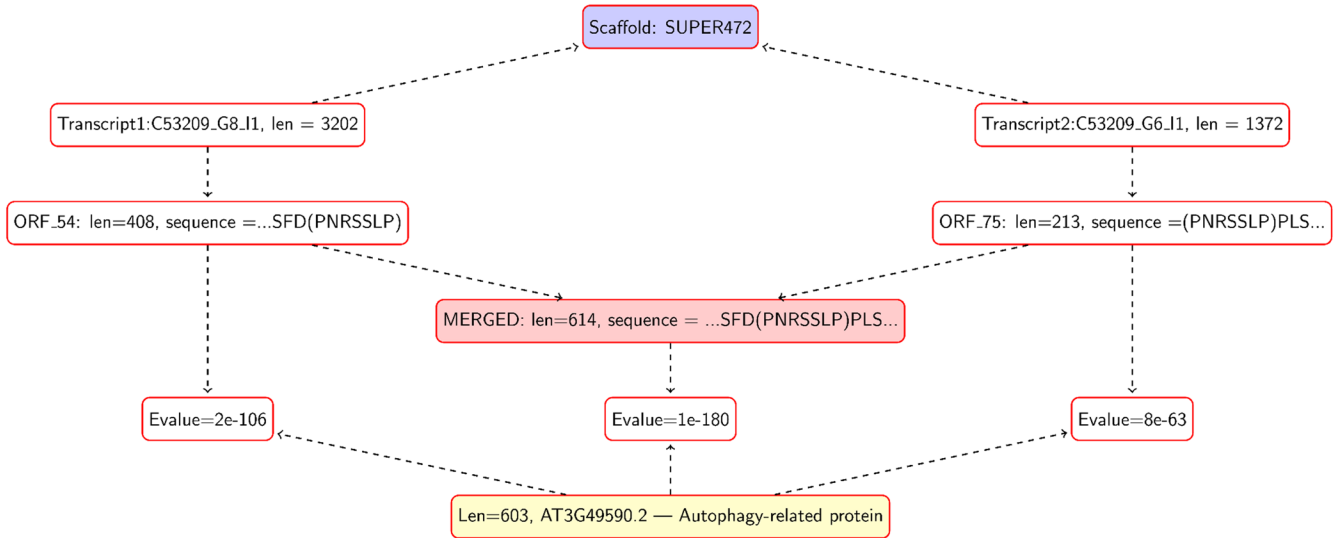 Scaffold: SUPER472
Transcript1:C53209_G8_I1, len = 3202
Transcript2:C53209_G6_I1, len = 1372
ORF_54: len=408, sequence =...SFD(PNRSSLP)
ORF_75: len=213, sequence =(PNRSSLP)PLS...
MERGED: len=614, sequence = ...SFD(PNRSSLP)PLS...
Evalue=2e-106
Evalue=1e-180
Evalue=8e-63
Len=603, AT3G49590.2 — Autophagy-related protein